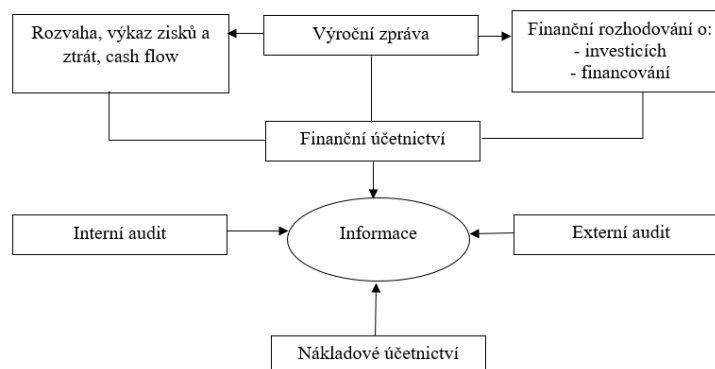 Rozvaha, výkaz zisků a
ztrát, cash flow
Výroční zpráva
Finanční rozhodování o:
- investicích
- financování
Finanční účetnictví
Interní audit
Informace
Externí audit
Nákladové účetnictví